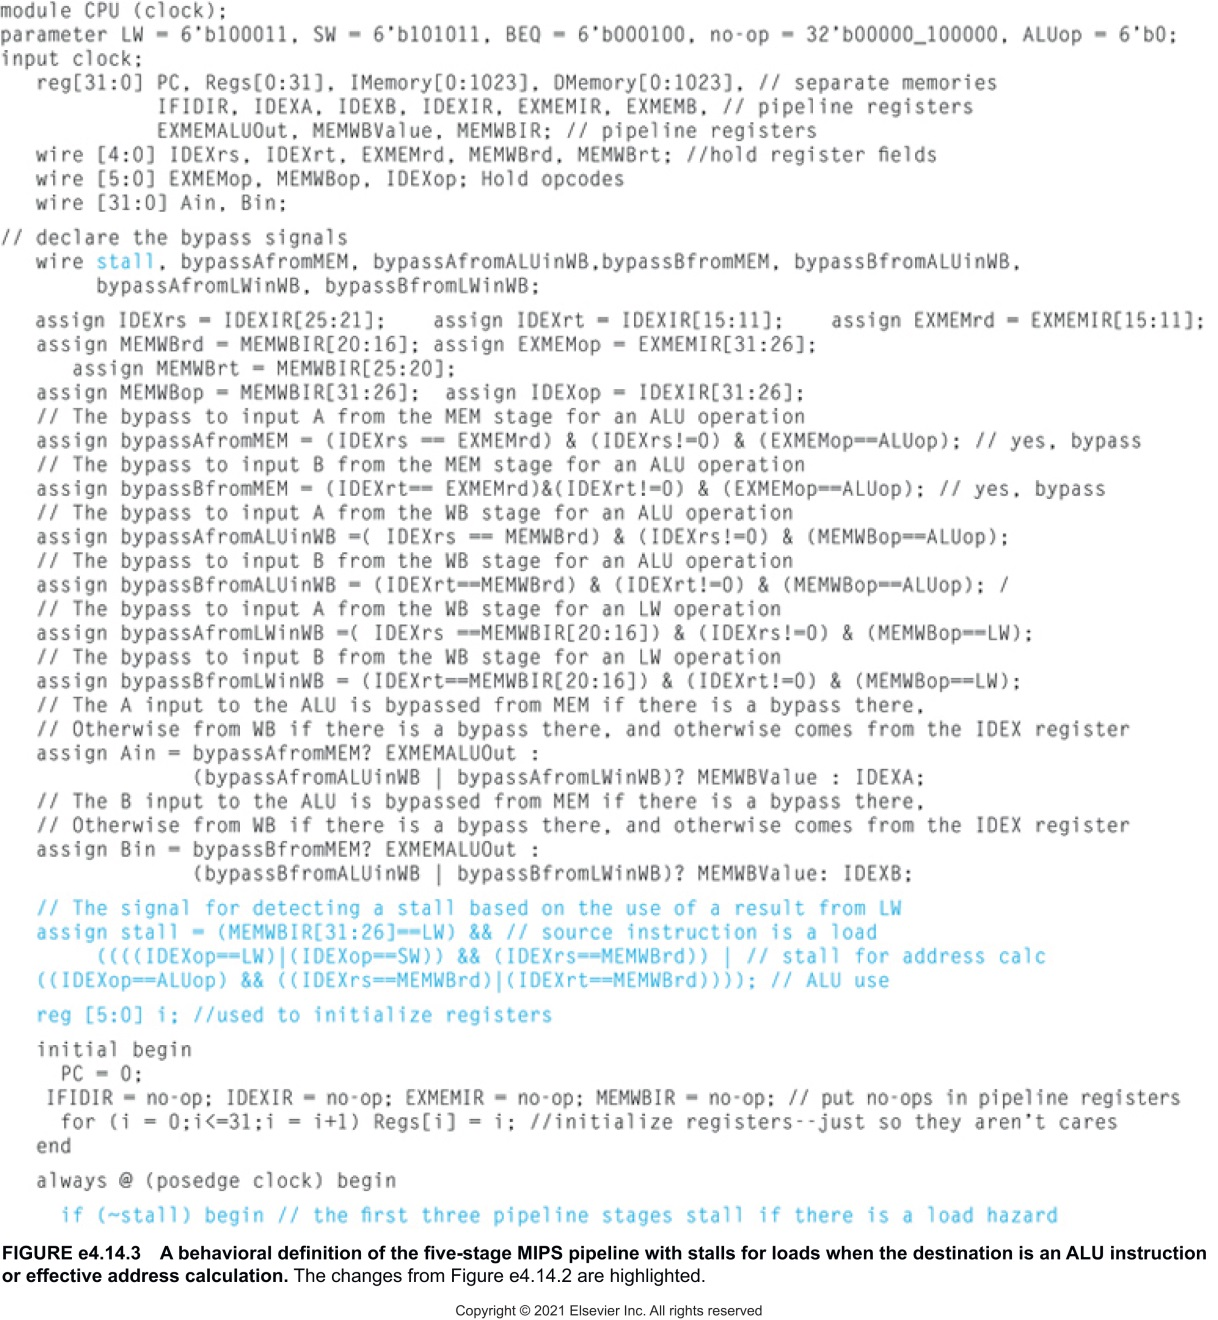 module CPU (clock);
parameter LW = 6'b100011, SW = 6'b101011, BEQ = 6'b000100, no-op = 32'b00000_100000, ALUop = 6'b0;
input clock;
reg[31:0] PC, Regs[0:31], IMemory[0:1023], DMemory[0:1023], // separate memories
IFIDIR, IDEXA, IDEXB, IDEXIR, EXMEMIR, EXMEMB, // pipeline registers
EXMEMALUOut, MEMWBValue, MEMWBIR; // pipeline registers
wire [4:0] IDEXrs, IDEXrt, EXMEMrd, MEMWBrd, MEMWBrt; //hold register fields
wire [5:0] EXMEMop, MEMWBop, IDEXop; Hold opcodes
wire [31:0] Ain, Bin;
// declare the bypass signals
wire stall, bypassAfromMEM, bypassAfromALUinWB,bypassBfromMEM, bypassBfromALUinWB,
bypassAfromLWinWB, bypassBfromLWinWB;
assign IDEXrs = IDEXIR[25:21]; assign IDEXrt = IDEXIR[15:11]; assign EXMEMrd = EXMEMIR[15:11];
assign MEMWBrd = MEMWBIR[20:16]; assign EXMEMop = EXMEMIR[31:26];
assign MEMWBrt = MEMWBIR[25:20];
assign MEMWBop = MEMWBIR[31:26]; assign IDEXop = IDEXIR[31:26];
// The bypass to input A from the MEM stage for an ALU operation
assign bypassAfromMEM = (IDEXrs == EXMEMrd) & (IDEXrs!=0) & (EXMEMop==ALUop); // yes, bypass
// The bypass to input B from the MEM stage for an ALU operation
assign bypassBfromMEM = (IDEXrt== EXMEMrd)&(IDEXrt!=0) & (EXMEMop==ALUop); // yes, bypass
// The bypass to input A from the WB stage for an ALU operation
assign bypassAfromALUinWB =( IDEXrs == MEMWBrd) & (IDEXrs!=0) & (MEMWBop==ALUop);
// The bypass to input B from the WB stage for an ALU operation
assign bypassBfromALUinWB = (IDEXrt==MEMWBrd) & (IDEXrt!=0) & (MEMWBop==ALUop); /
// The bypass to input A from the WB stage for an LW operation
assign bypassAfromLWinWB =( IDEXrs ==MEMWBIR[20:16]) & (IDEXrs!=0) & (MEMWBop==LW);
// The bypass to input B from the WB stage for an LW operation
assign bypassBfromLWinWB = (IDEXrt==MEMWBIR[20:16]) & (IDEXrt!=0) & (MEMWBop==LW);
// The A input to the ALU is bypassed from MEM if there is a bypass there,
// Otherwise from WB if there is a bypass there, and otherwise comes from the IDEX register
assign Ain = bypassAfromMEM? EXMEMALUOut :
(bypassAfromALUinWB | bypassAfromLWinWB)? MEMWBValue : IDEXA;
// The B input to the ALU is bypassed from MEM if there is a bypass there,
// Otherwise from WB if there is a bypass there, and otherwise comes from the IDEX register
assign Bin = bypassBfromMEM? EXMEMALUOut :
(bypassBfromALUinWB | bypassBfromLWinWB)? MEMWBValue: IDEXB;
// The signal for detecting a stall based on the use of a result from LW
assign stall = (MEMWBIR[31:26]==LW) && // source instruction is a load
((((IDEXop==LW)|(IDEXop==SW)) && (IDEXrs==MEMWBrd)) | // stall for address calc
((IDEXop==ALUop) && ((IDEXrs==MEMWBrd)|(IDEXrt==MEMWBrd)))); // ALU use
reg [5:0] i; //used to initialize registers
initial begin
PC = 0;
IFIDIR = no-op; IDEXIR = no-op; EXMEMIR = no-op; MEMWBIR = no-op; // put no-ops in pipeline registers
for (i = 0;i<=31;i = i+1) Regs[i] = i; //initialize registers--just so they aren't cares
end
always @ (posedge clock) begin
if (~stall) begin // the first three pipeline stages stall if there is a load hazard
FIGURE e4.14.3 A behavioral definition of the five-stage MIPS pipeline with stalls for loads when the destination is an ALU instruction
or effective address calculation. The changes from Figure e4.14.2 are highlighted.
Copyright © 2021 Elsevier Inc. All rights reserved